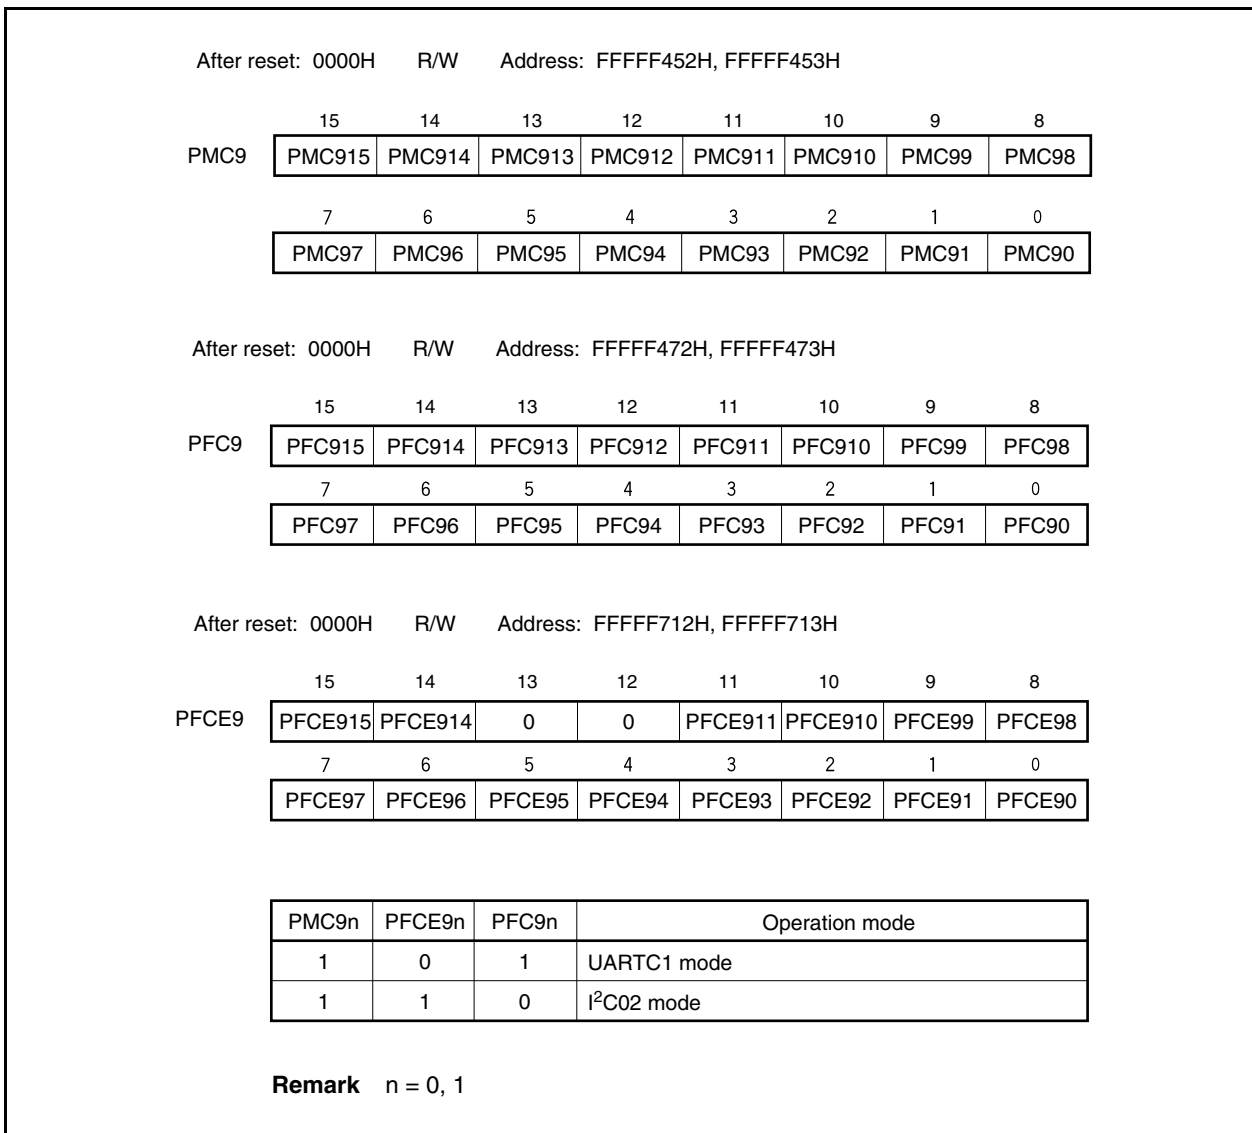 After reset: 0000H R/W Address: FFFFF452H, FFFFF453H
15 14 13 12 11 10 9 8
PMC9 PMC915 PMC914 PMC913 PMC912 PMC911 PMC910 PMC99 PMC98
7 6 5 4 3 2 1 0
PMC97 PMC96 PMC95 PMC94 PMC93 PMC92 PMC91 PMC90
After reset: 0000H R/W Address: FFFFF472H, FFFFF473H
15 14 13 12 11 10 9 8
PFC9 PFC915 PFC914 PFC913 PFC912 PFC911 PFC910 PFC99 PFC98
7 6 5 4 3 2 1 0
PFC97 PFC96 PFC95 PFC94 PFC93 PFC92 PFC91 PFC90
After reset: 0000H R/W Address: FFFFF712H, FFFFF713H
15 14 13 12 11 10 9 8
PFCE9 PFCE915 PFCE914 0 0 PFCE911 PFCE910 PFCE99 PFCE98
7 6 5 4 3 2 1 0
PFCE97 PFCE96 PFCE95 PFCE94 PFCE93 PFCE92 PFCE91 PFCE90
PMC9n PFCE9n PFC9n Operation mode
1 0 1 UARTC1 mode
1 1 0 I²C02 mode
Remark n = 0, 1